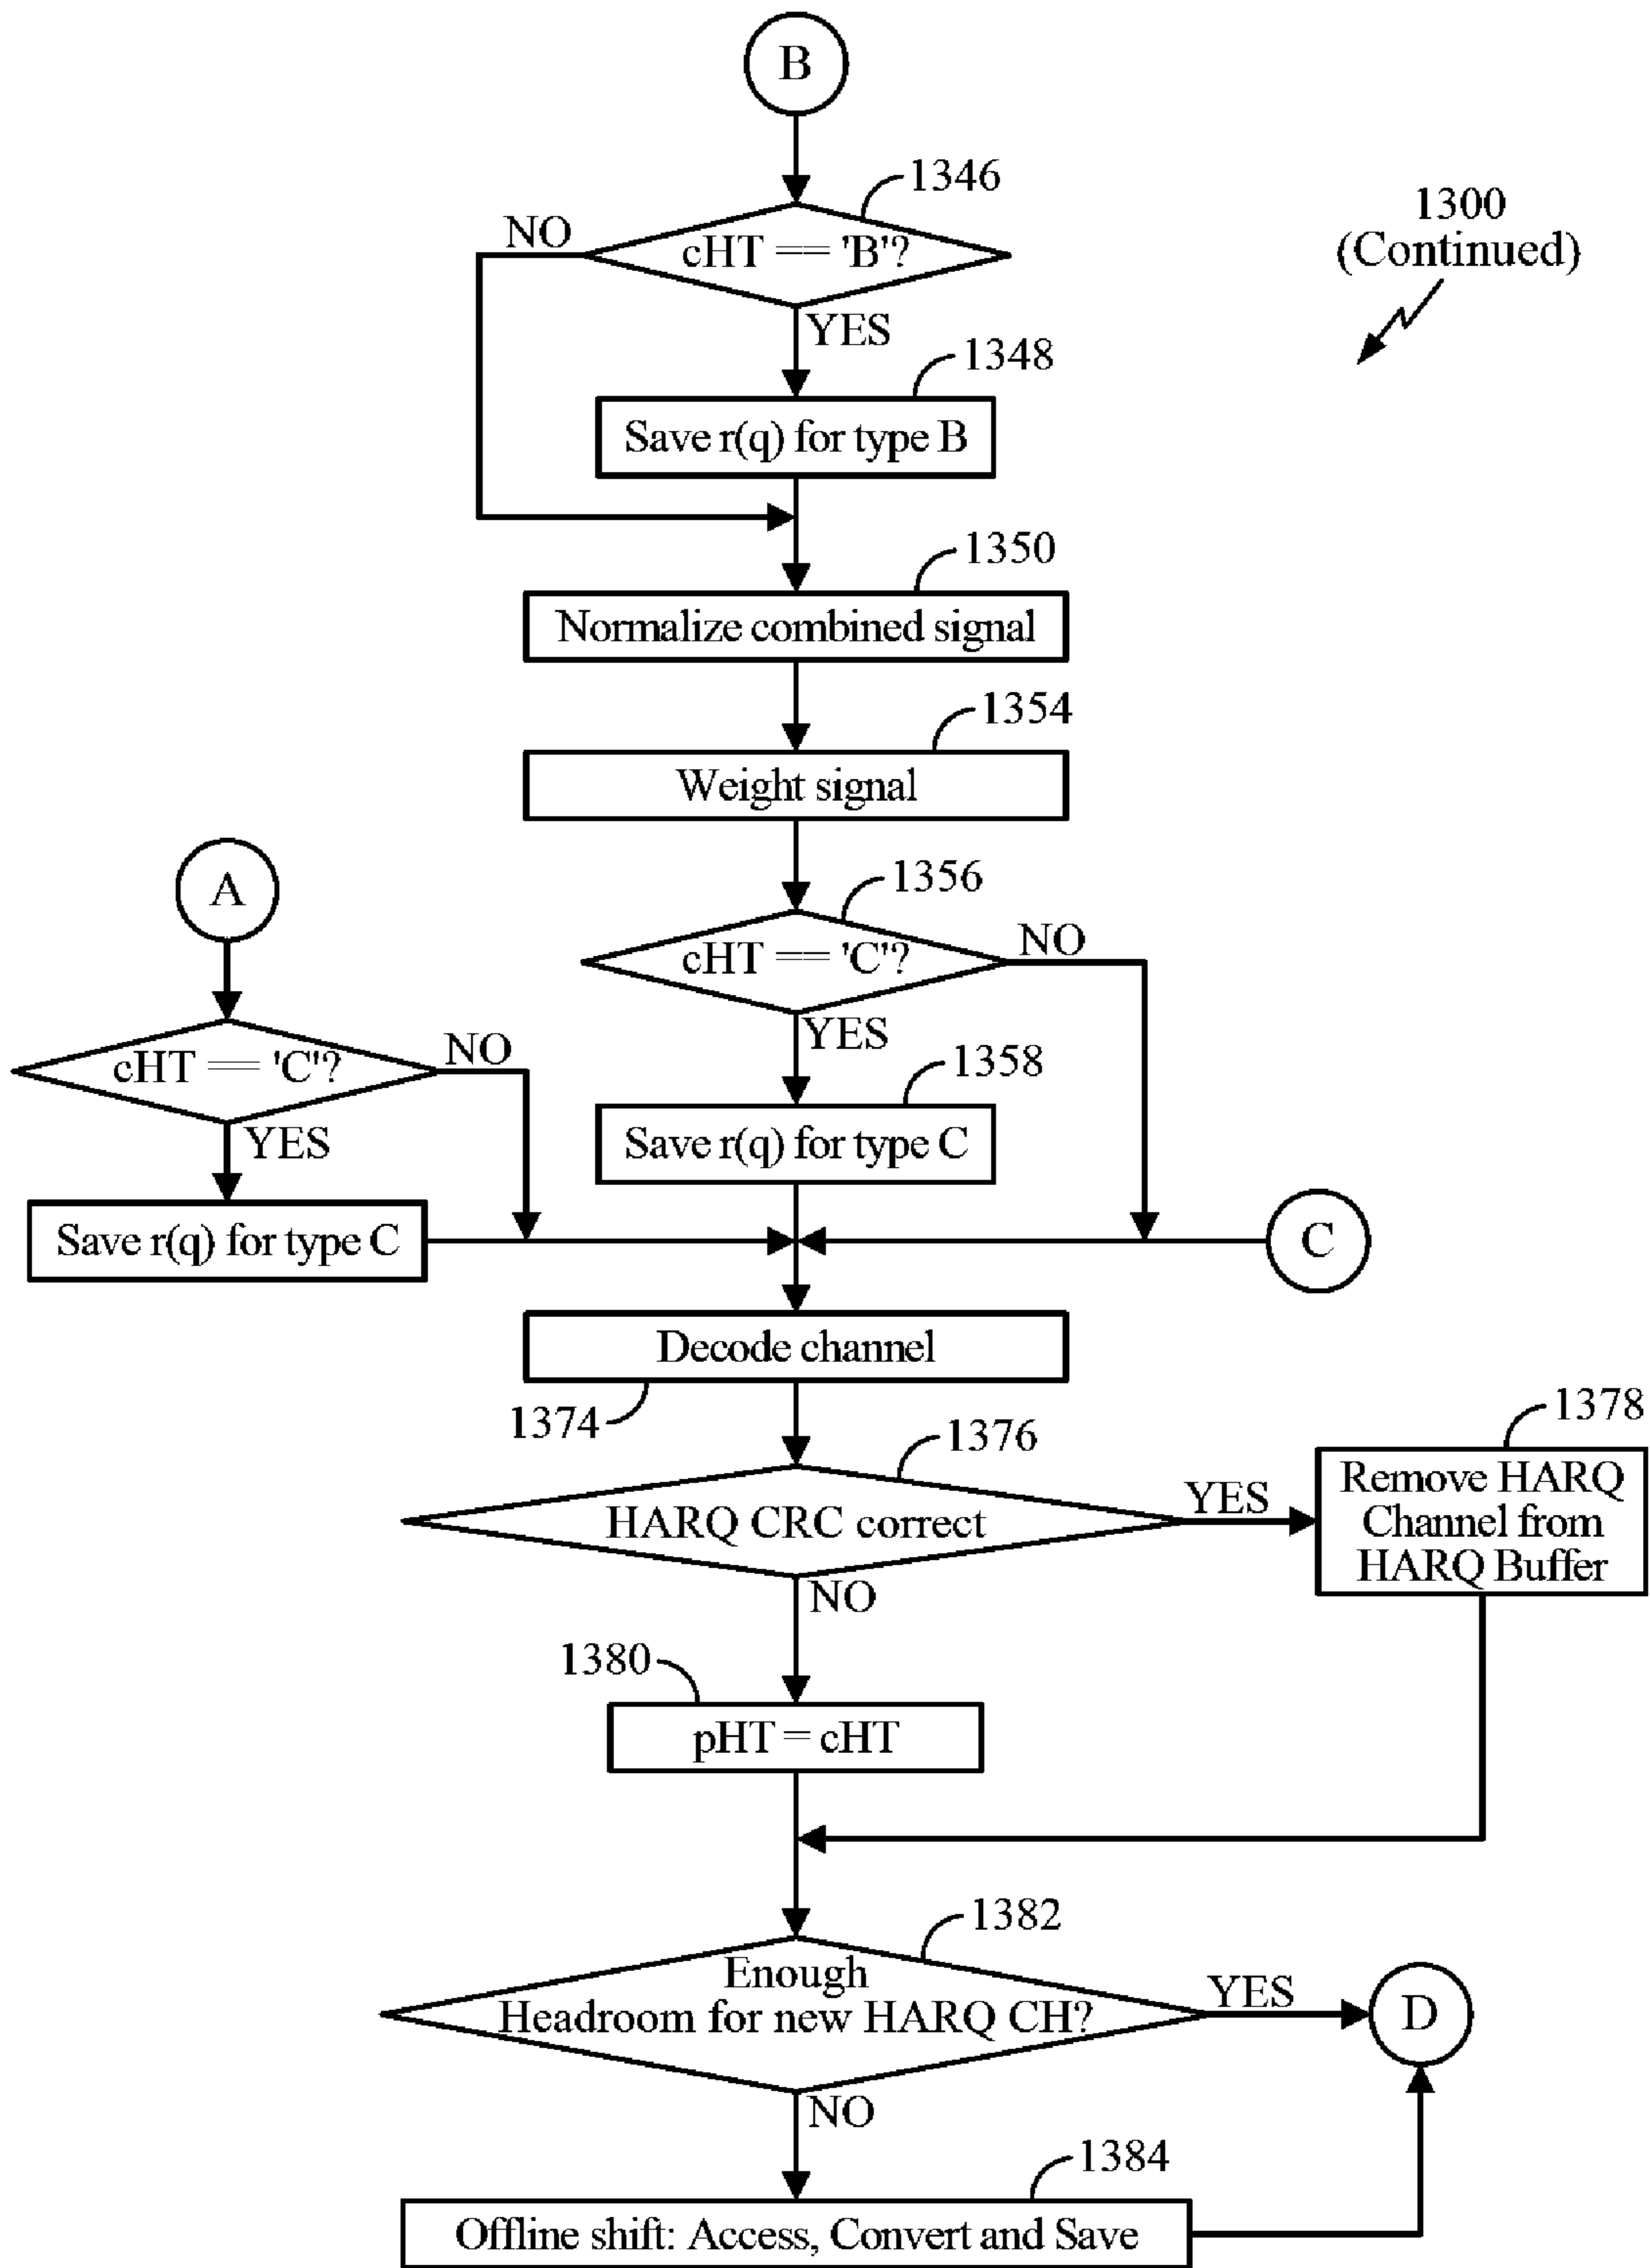 B
1346
1300
(Continued)
NO
cHT == 'B'?
YES
1348
Save r(q) for type B
1350
Normalize combined signal
1354
Weight signal
A
1356
cHT == 'C'?
NO
YES
cHT == 'C'?
NO
YES
1358
Save r(q) for type C
Save r(q) for type C
C
Decode channel
1374
1376
1378
HARQ CRC correct
YES
Remove HARQ
Channel from
HARQ Buffer
NO
1380
pHT = cHT
1382
Enough
Headroom for new HARQ CH?
YES
D
NO
1384
Offline shift: Access, Convert and Save